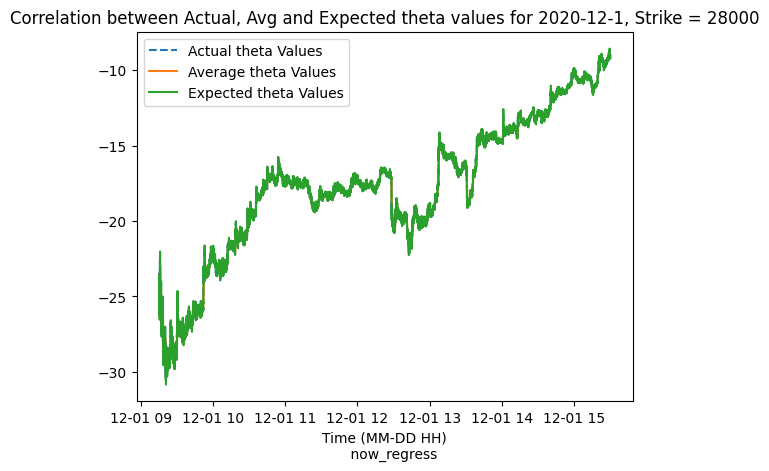 Correlation between Actual, Avg and Expected theta values for 2020-12-1, Strike = 28000
Actual theta Values
Average theta Values
Expected theta Values
−10
−15
−20
−25
−30
12-01 09 12-01 10 12-01 11 12-01 12 12-01 13 12-01 14 12-01 15
Time (MM-DD HH)
now_regress